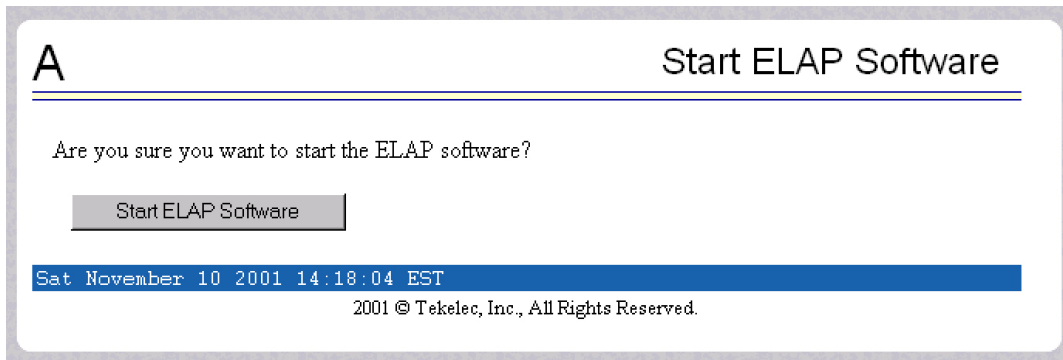 A Start ELAP Software
Are you sure you want to start the ELAP software?
Start ELAP Software
Sat November 10 2001 14:18:04 EST
2001 © Tekelec, Inc., All Rights Reserved.